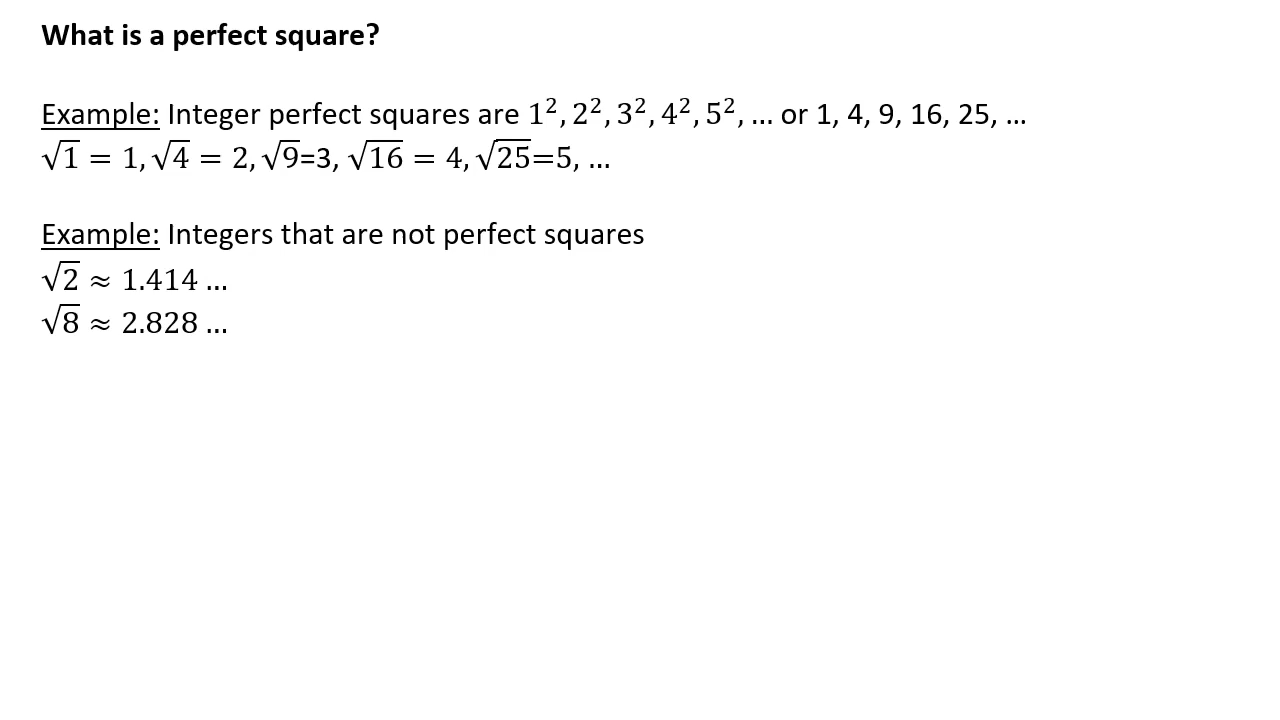 What is a perfect square?
Example: Integer perfect squares are 1², 2², 3², 4², 5², ... or 1, 4, 9, 16, 25, ...
√1 = 1, √4 = 2, √9=3, √16 = 4, √25=5, ...
Example: Integers that are not perfect squares
√2 ≈ 1.414 ...
√8 ≈ 2.828 ...